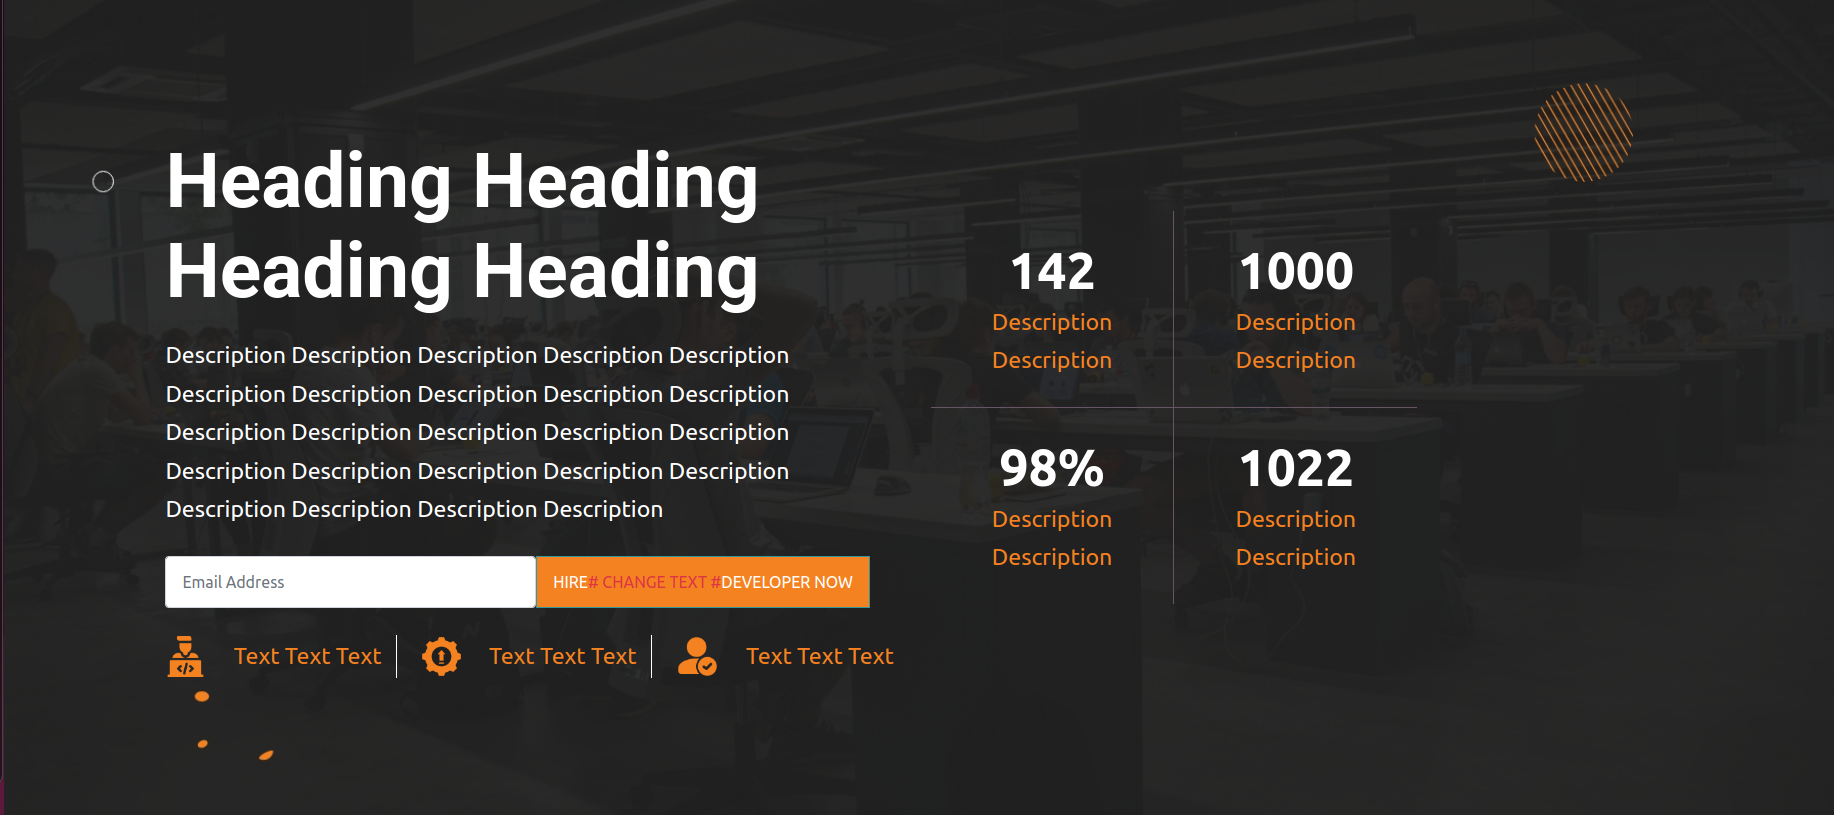 Heading Heading
Heading Heading
Description Description Description Description Description
Description Description Description Description Description
Description Description Description Description Description
Description Description Description Description Description
Description Description Description Description
Email Address
HIRE# CHANGE TEXT #DEVELOPER NOW
</>
Text Text Text
Text Text Text
Text Text Text
142
Description
Description
1000
Description
Description
98%
Description
Description
1022
Description
Description